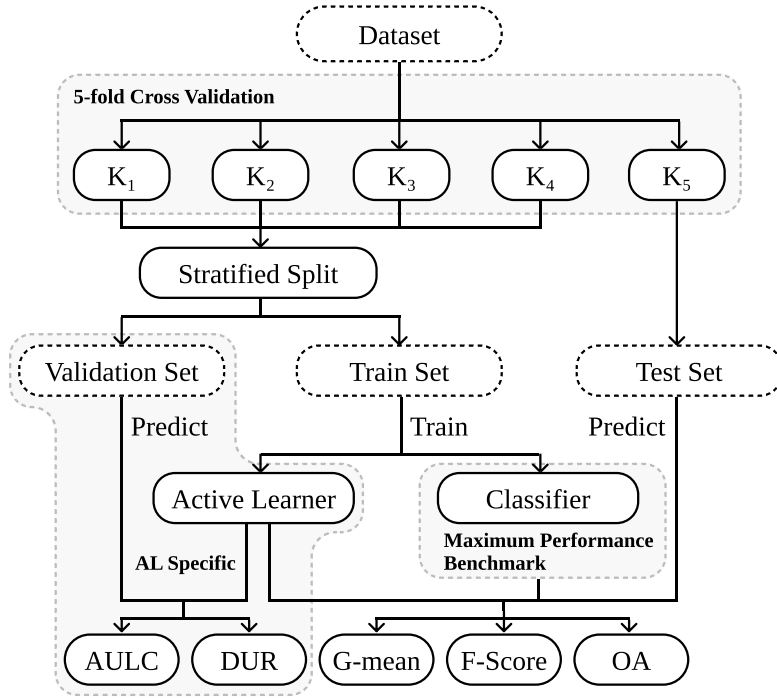 Dataset
5-fold Cross Validation
K₁
K₂
K₃
K₄
K₅
Stratified Split
Validation Set
Train Set
Test Set
Predict
Train
Predict
Active Learner
Classifier
Maximum Performance
Benchmark
AL Specific
AULC
DUR
G-mean
F-Score
OA